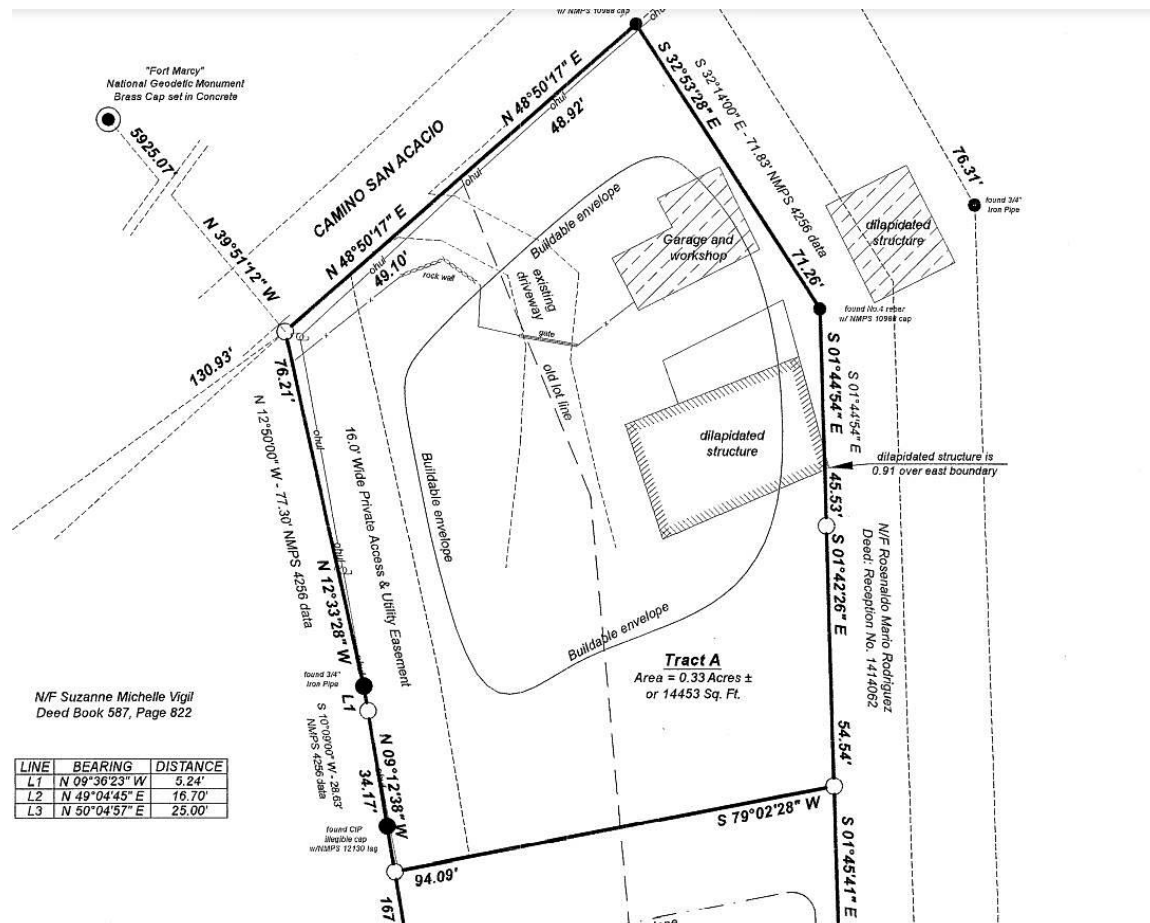 w/ NMPS 10988 cap
ohul
"Fort Marcy"
National Geodetic Monument
Brass Cap set in Concrete
5925.07'
N 39°51'12" W
CAMINO SAN ACACIO
N 48°50'17" E
48.92'
ohul
ohul
N 48°50'17" E
49.10'
ohul
S 32°53'28" E
71.26'
S 32°14'00" E - 71.83' NMPS 4256 data
76.31'
found 3/4"
Iron Pipe
dilapidated
structure
Garage and
workshop
Buildable envelope
existing
driveway
rock wall
gate
old lot line
found No.4 rebar
w/ NMPS 10988 cap
130.93'
76.21'
N 12°50'00" W - 77.30' NMPS 4256 data
ohul
ohul
N 12°33'28" W
16.0' Wide Private Access & Utility Easement
Buildable envelope
dilapidated
structure
S 01°44'54" E
S 01°44'54" E
45.53'
dilapidated structure is
0.91 over east boundary
S 01°42'26" E
54.54'
N/F Rosenaldo Mario Rodriguez
Deed: Reception No. 1414062
Buildable envelope
Tract A
Area = 0.33 Acres ±
or 14453 Sq. Ft.
found 3/4"
Iron Pipe
L1
S 10°09'00" W - 28.63'
NMPS 4256 data
N 09°12'38" W
34.17'
found CIP
illegible cap
w/NMPS 12130 tag
N/F Suzanne Michelle Vigil
Deed Book 587, Page 822
LINE BEARING DISTANCE
L1 N 09°36'23" W 5.24'
L2 N 49°04'45" E 16.70'
L3 N 50°04'57" E 25.00'
S 79°02'28" W
94.09'
S 01°45'41" E
167